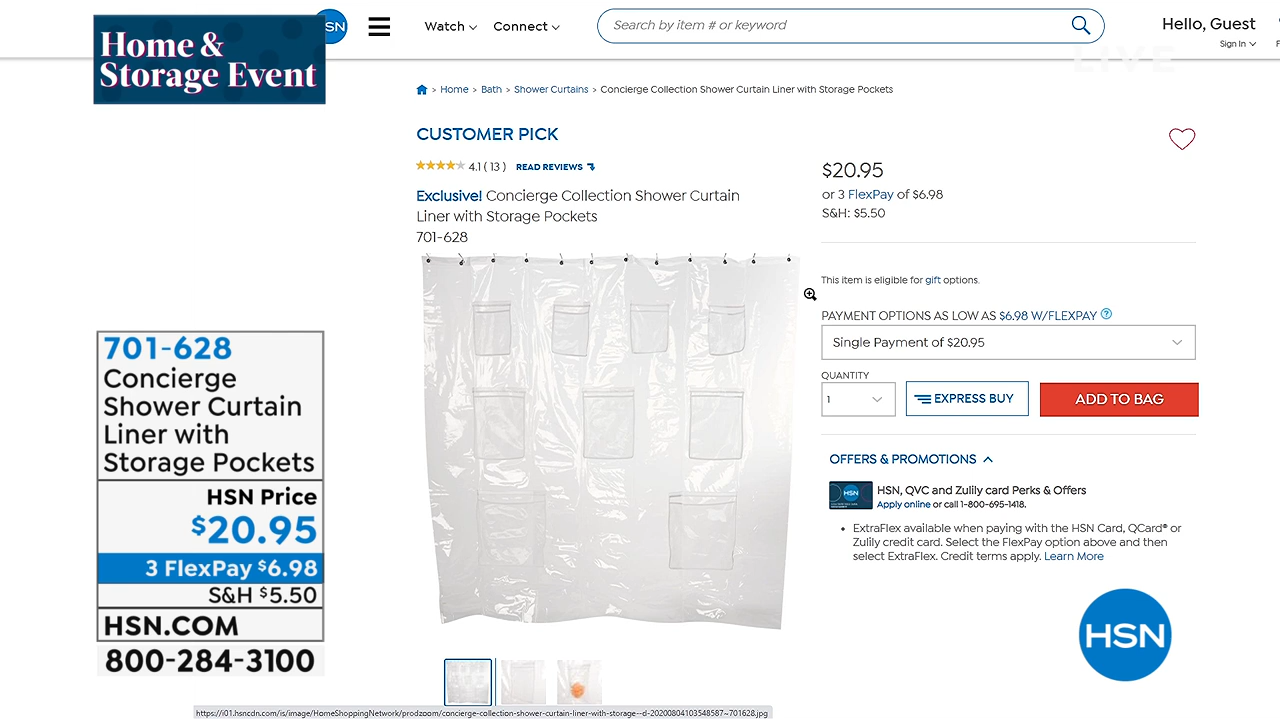 Home &
Storage Event
HSN
Watch
Connect
Search by item # or keyword
Hello, Guest
Sign In
LIVE
> Home > Bath > Shower Curtains > Concierge Collection Shower Curtain Liner with Storage Pockets
CUSTOMER PICK
4.1 ( 13 ) READ REVIEWS
Exclusive! Concierge Collection Shower Curtain
Liner with Storage Pockets
701-628
$20.95
or 3 FlexPay of $6.98
S&H: $5.50
This item is eligible for gift options.
PAYMENT OPTIONS AS LOW AS $6.98 W/FLEXPAY ?
Single Payment of $20.95
QUANTITY
1
EXPRESS BUY
ADD TO BAG
OFFERS & PROMOTIONS
HSN
HSN, QVC and Zulily card Perks & Offers
Apply online or call 1-800-695-1418.
• ExtraFlex available when paying with the HSN Card, QCard® or
Zulily credit card. Select the FlexPay option above and then
select ExtraFlex. Credit terms apply. Learn More
701-628
Concierge
Shower Curtain
Liner with
Storage Pockets
HSN Price
$20.95
3 FlexPay $6.98
S&H $5.50
HSN.COM
800-284-3100
HSN
https://i01.hsncdn.com/is/image/HomeShoppingNetwork/prodzoom/concierge-collection-shower-curtain-liner-with-storage--d-20200804103548587~701628.jpg